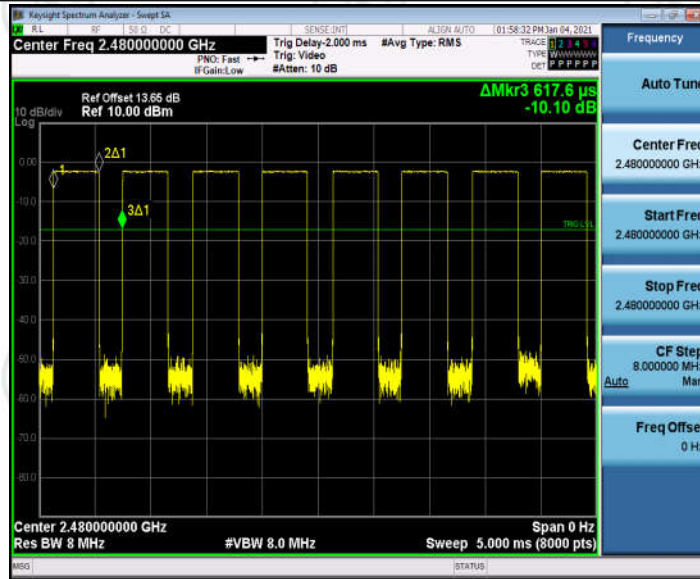 Keysight Spectrum Analyzer - Swept SA
RL RF 50 Ω DC SENSE:INT ALIGN AUTO 01:58:32 PM Jan 04, 2021
Center Freq 2.480000000 GHz
PNO: Fast
IFGain:Low
Trig Delay-2.000 ms
Trig: Video
#Atten: 10 dB
#Avg Type: RMS
TRACE 1 2 3 4 5 6
TYPE WWWWWW
DET P P P P P P
Ref Offset 13.65 dB
10 dB/div Ref 10.00 dBm
Log
ΔMkr3 617.6 µs
-10.10 dB
0.00
-10.0
-20.0
-30.0
-40.0
-50.0
-60.0
-70.0
-80.0
1
2Δ1
3Δ1
TRIG LVL
Center 2.480000000 GHz
Span 0 Hz
Res BW 8 MHz
#VBW 8.0 MHz
Sweep 5.000 ms (8000 pts)
MSG
STATUS
Frequency
Auto Tune
Center Freq
2.480000000 GHz
Start Freq
2.480000000 GHz
Stop Freq
2.480000000 GHz
CF Step
8.000000 MHz
Auto Man
Freq Offset
0 Hz